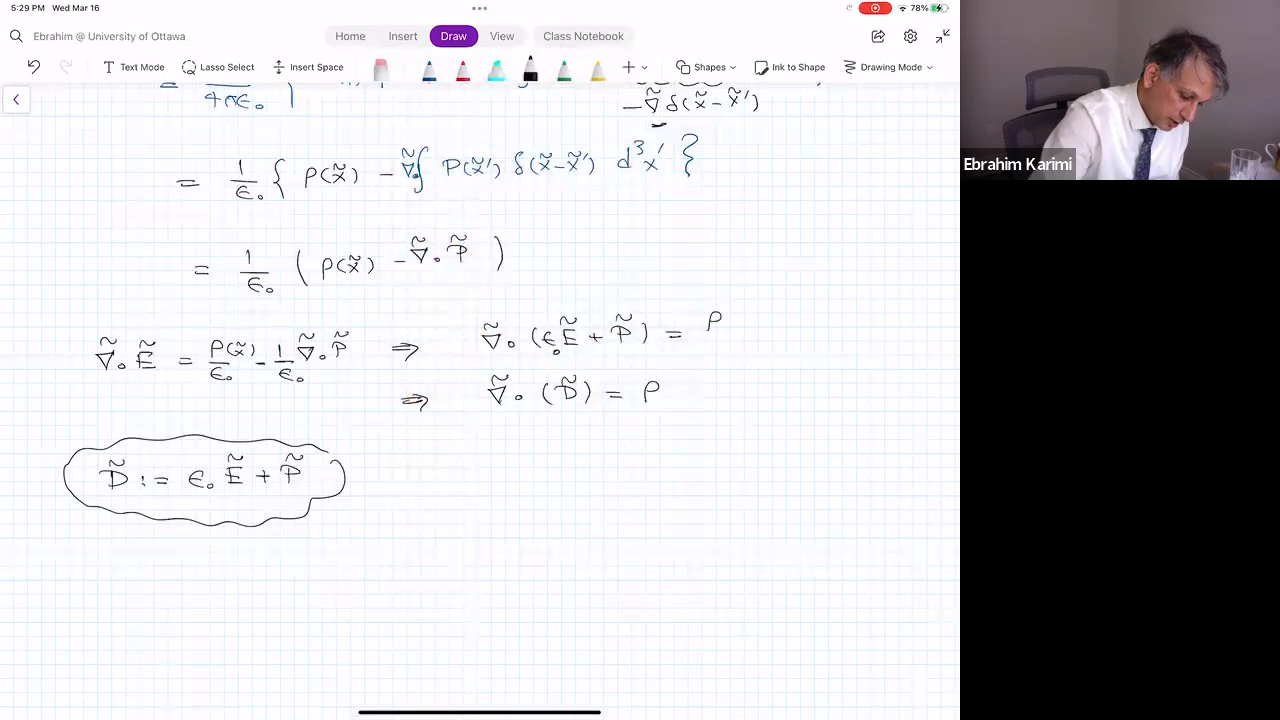 5:29 PM Wed Mar 16
78%
Ebrahim @ University of Ottawa
Home Insert Draw View Class Notebook
Text Mode Lasso Select Insert Space Shapes Ink to Shape Drawing Mode
= 4πϵ₀
−∇̃ δ(x̃−x̃′)
= 1/ϵ₀ { ρ(x̃) − ∇̃·∫ P(x̃′) δ(x̃−x̃′) d³x′ }
= 1/ϵ₀ ( ρ(x̃) − ∇̃·P̃ )
∇̃·Ẽ = ρ(x̃)/ϵ₀ − 1/ϵ₀ ∇̃·P̃ ⇒ ∇̃·(ϵ₀Ẽ + P̃) = ρ
⇒ ∇̃·(D̃) = ρ
D̃ := ϵ₀Ẽ + P̃
Ebrahim Karimi